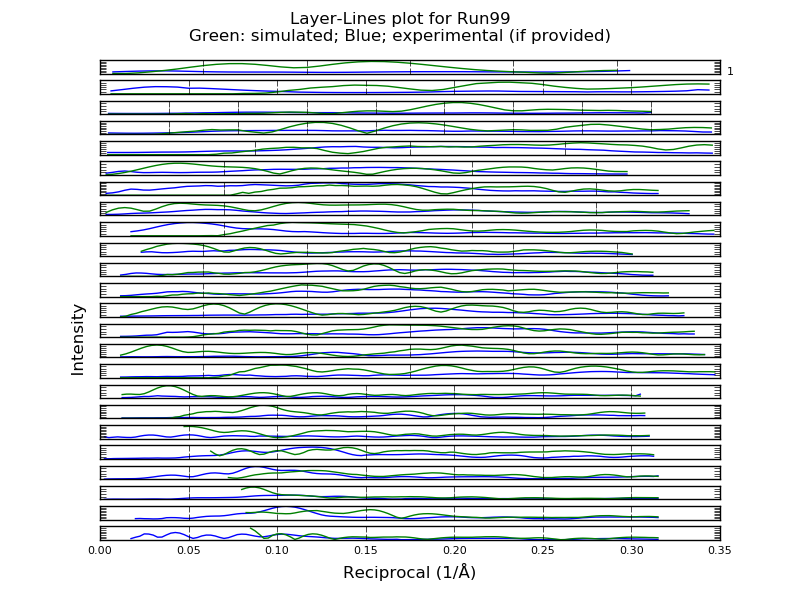 Layer-Lines plot for Run99
Green: simulated; Blue; experimental (if provided)
1
Intensity
0.00 0.05 0.10 0.15 0.20 0.25 0.30 0.35
Reciprocal (1/Å)